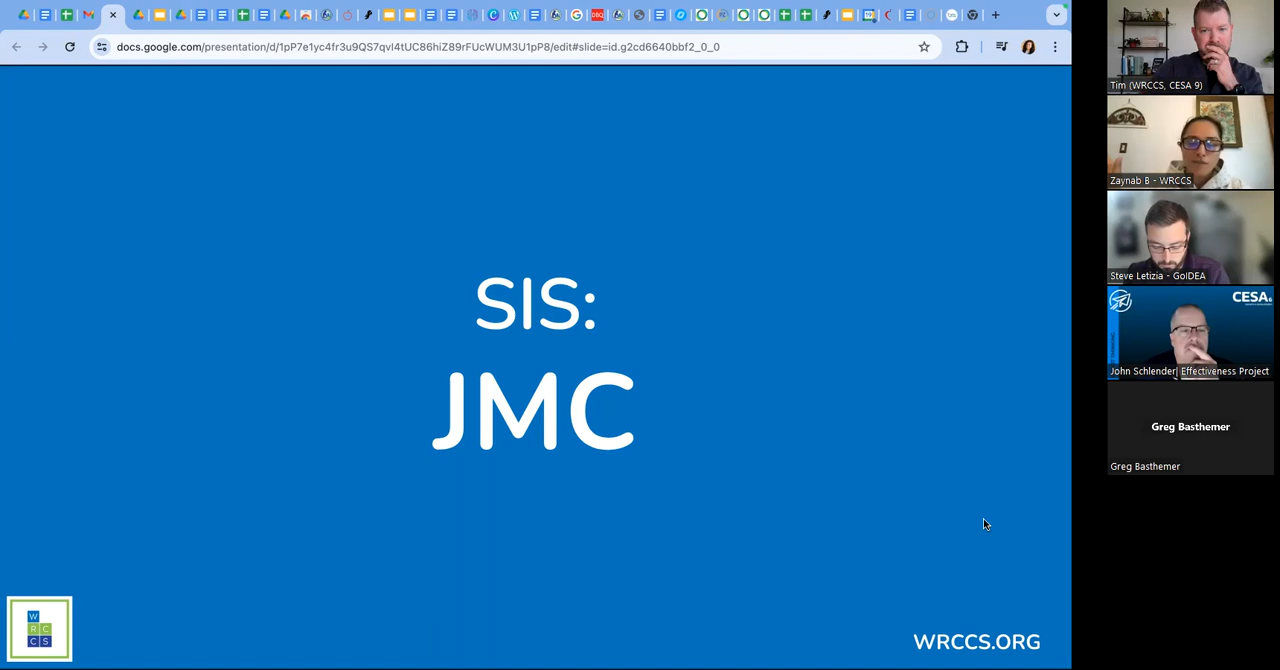 docs.google.com/presentation/d/1pP7e1yc4fr3u9QS7qvl4tUC86hiZ89rFUcWUM3U1pP8/edit#slide=id.g2cd6640bbf2_0_0
SIS:
JMC
W
R C
C S
WRCCS.ORG
Tim (WRCCS, CESA 9)
Zaynab B - WRCCS
Steve Letizia - GoIDEA
CESA6
John Schlender| Effectiveness Project
Greg Basthemer
Greg Basthemer